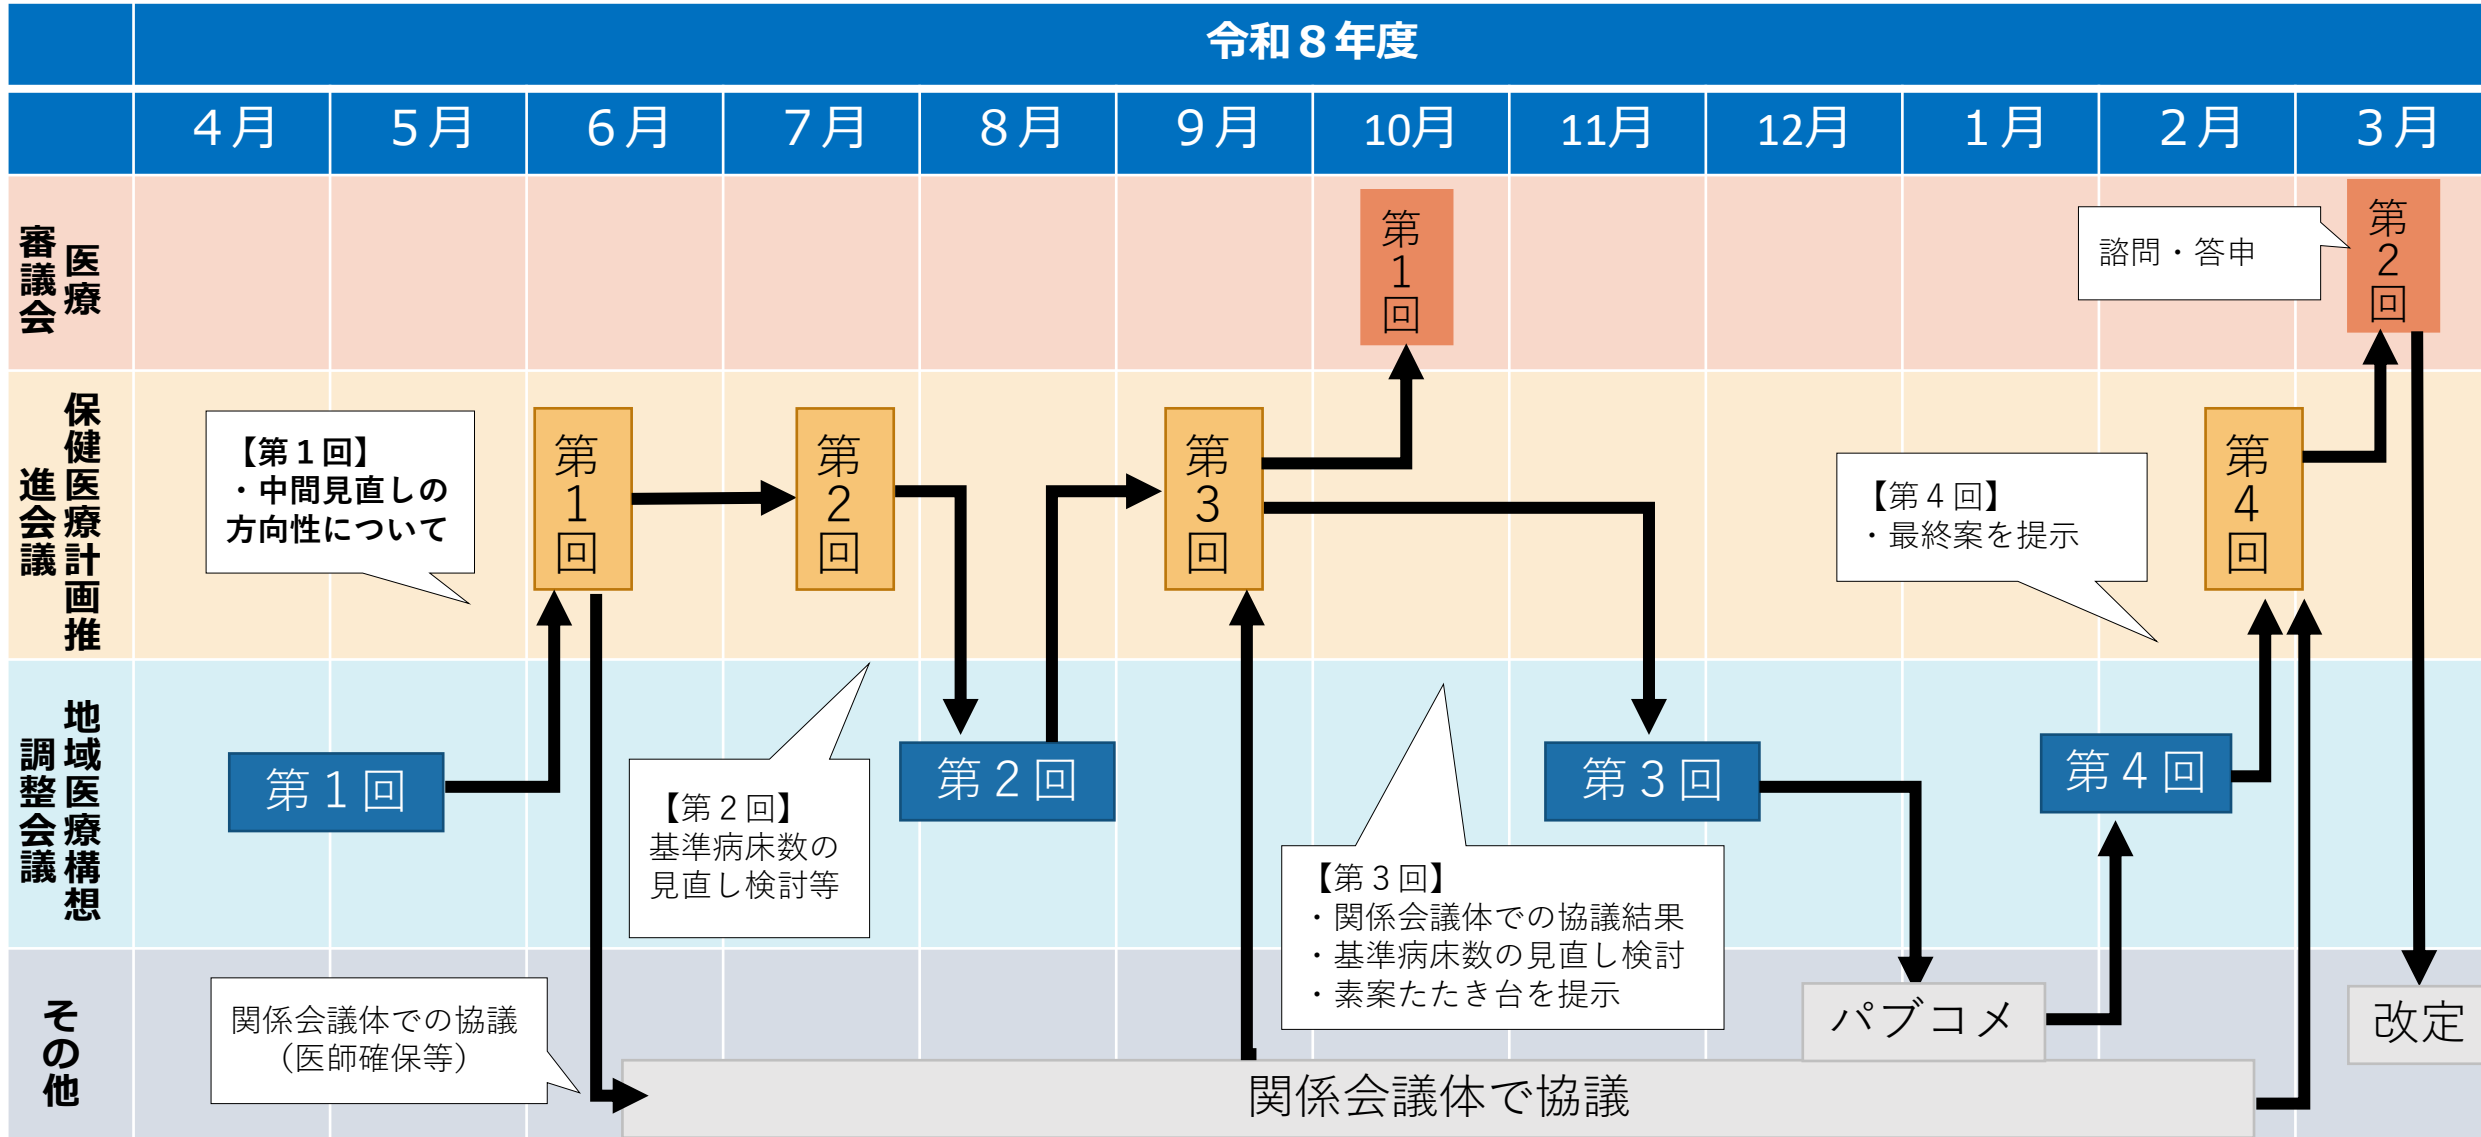 令和８年度
４月 ５月 ６月 ７月 ８月 ９月 10月 11月 12月 １月 ２月 ３月
医療
審議会
第１回
諮問・答申
第２回
保健医療計画推
進会議
【第１回】
・中間見直しの
方向性について
第１回
第２回
第３回
【第４回】
・最終案を提示
第４回
地域医療構想
調整会議
第１回
【第２回】
基準病床数の
見直し検討等
第２回
【第３回】
・関係会議体での協議結果
・基準病床数の見直し検討
・素案たたき台を提示
第３回
第４回
その他
関係会議体での協議
（医師確保等）
関係会議体で協議
パブコメ
改定